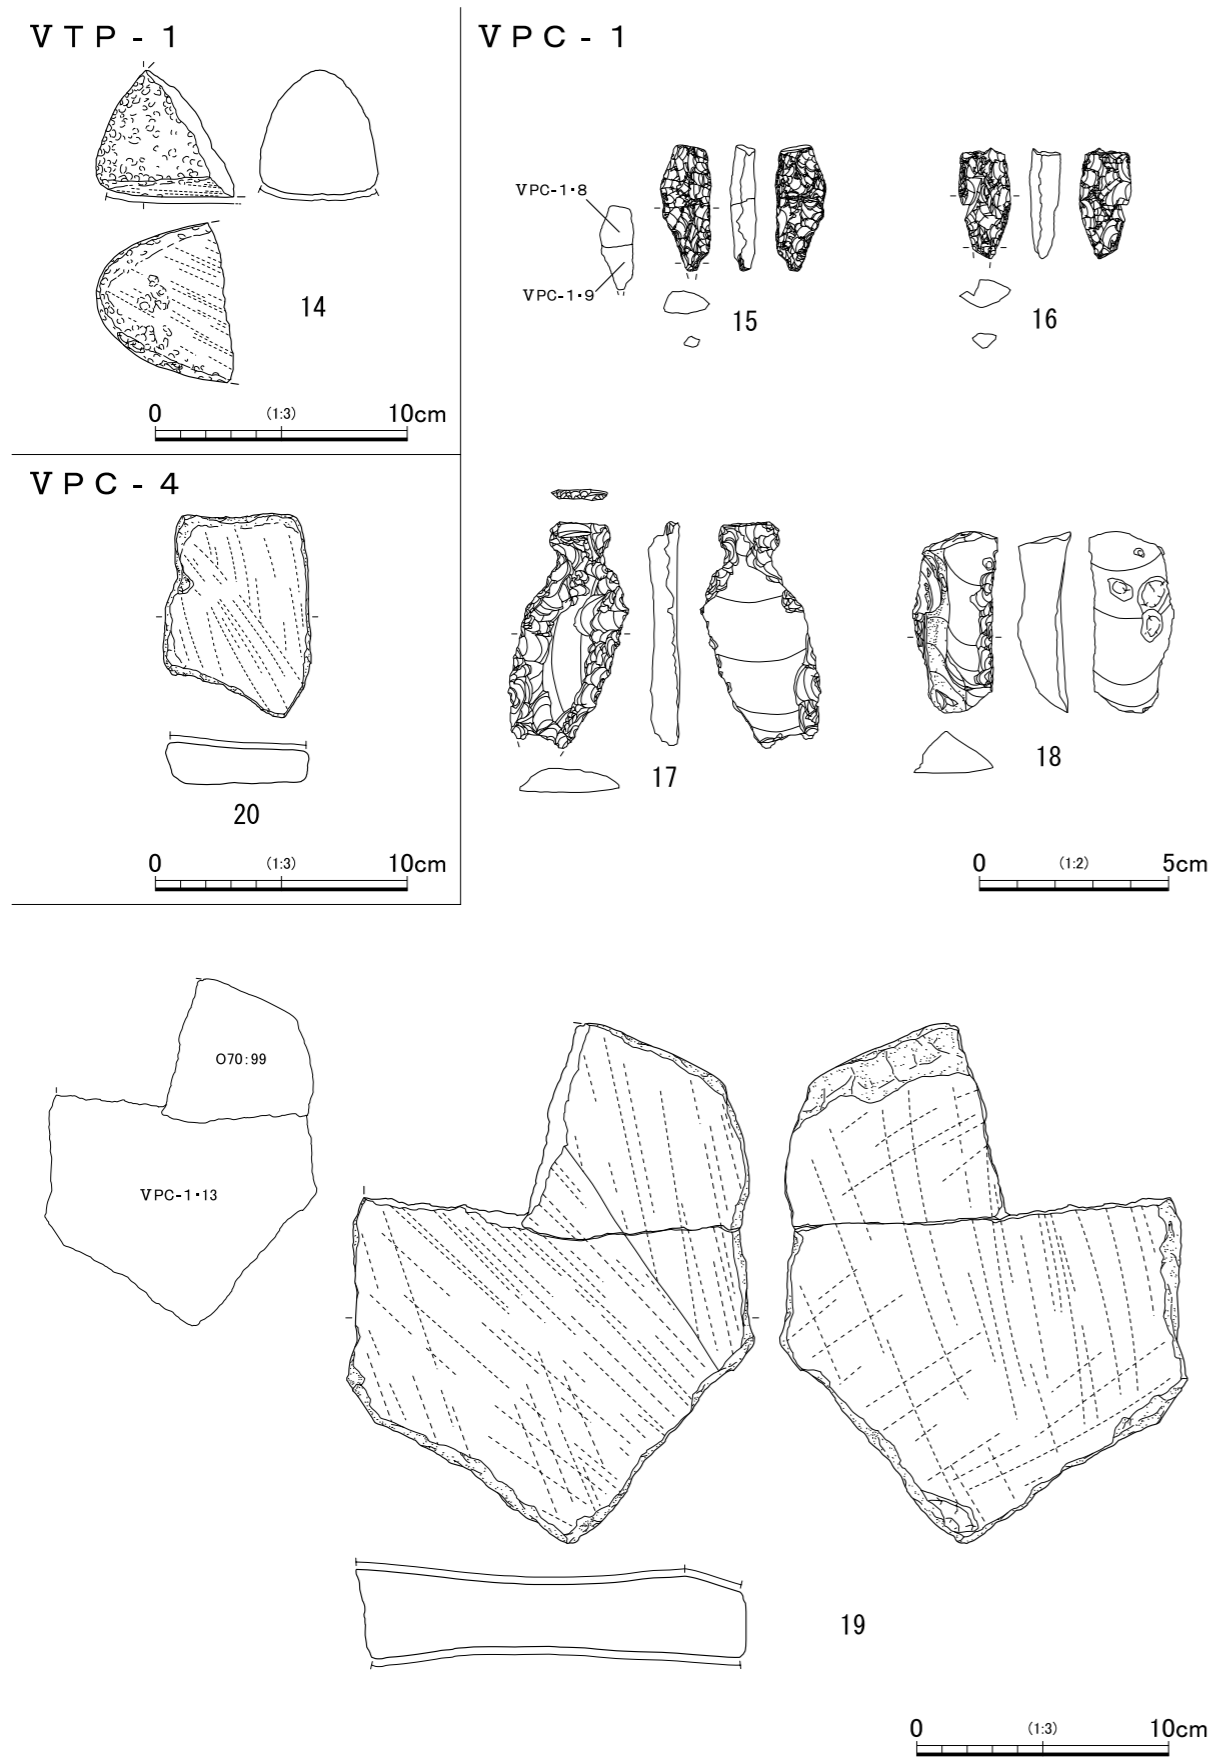 VTP-1
14
0 (1:3) 10cm
VPC-4
20
0 (1:3) 10cm
VPC-1
VPC-1・8
VPC-1・9
15
16
17
18
0 (1:2) 5cm
O70:99
VPC-1・13
19
0 (1:3) 10cm